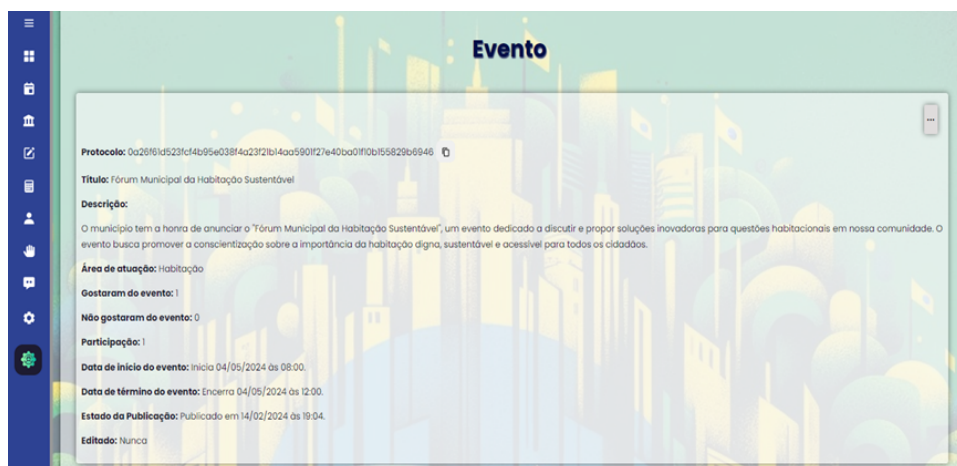 Evento
Protocolo: 0a26f61d523fcf4b95e038f4a23f21b14aa5901f27e40ba01f10b155829b6946
Título: Fórum Municipal da Habitação Sustentável
Descrição:
O município tem a honra de anunciar o "Fórum Municipal da Habitação Sustentável", um evento dedicado a discutir e propor soluções inovadoras para questões habitacionais em nossa comunidade. O
evento busca promover a conscientização sobre a importância da habitação digna, sustentável e acessível para todos os cidadãos.
Área de atuação: Habitação
Gostaram do evento: 1
Não gostaram do evento: 0
Participação: 1
Data de início do evento: Inicia 04/05/2024 às 08:00.
Data de término do evento: Encerra 04/05/2024 às 12:00.
Estado da Publicação: Publicado em 14/02/2024 às 19:04.
Editado: Nunca